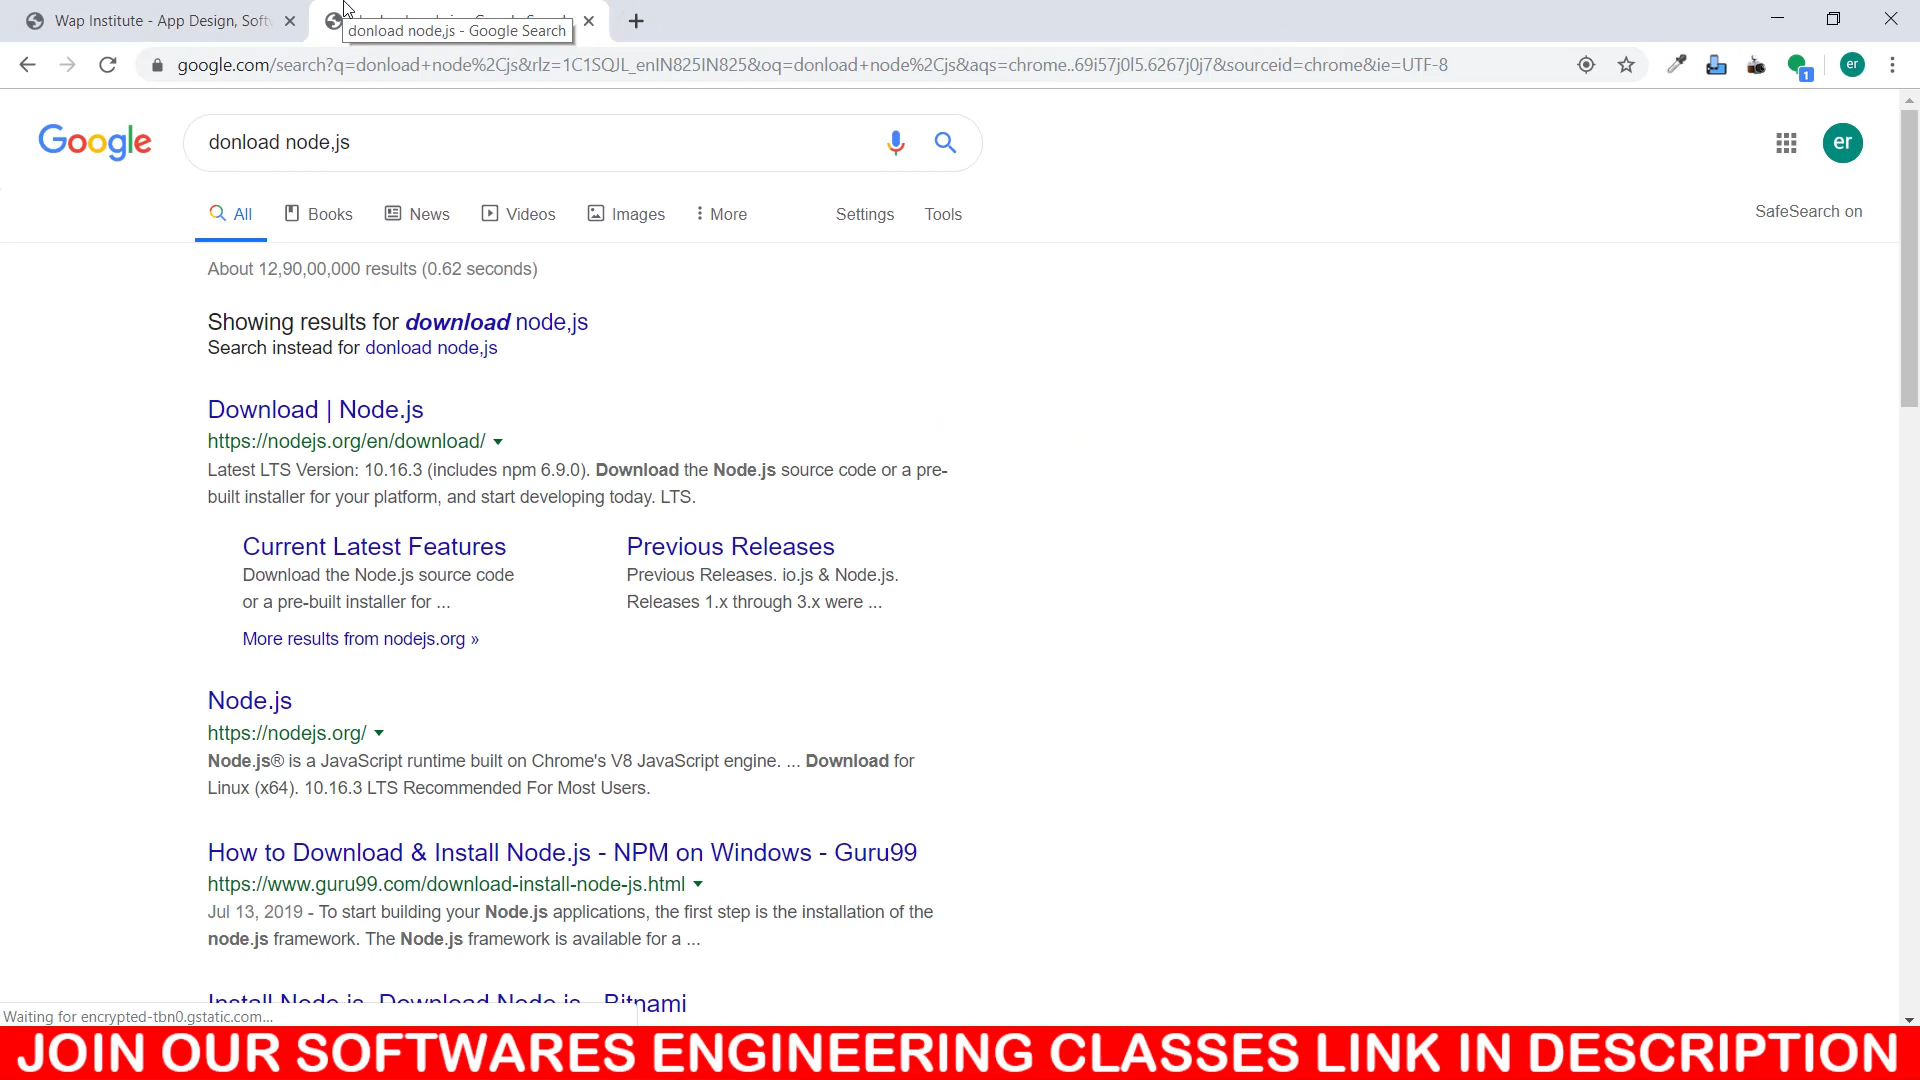 Wap Institute - App Design, Soft
donload node,js - Google Search
google.com/search?q=donload+node%2Cjs&rlz=1C1SQJL_enIN825IN825&oq=donload+node%2Cjs&aqs=chrome..69i57j0l5.6267j0j7&sourceid=chrome&ie=UTF-8
1
er
Google
donload node,js
er
All
Books
News
Videos
Images
More
Settings
Tools
SafeSearch on
About 12,90,00,000 results (0.62 seconds)
Showing results for download node,js
Search instead for donload node,js
Download | Node.js
https://nodejs.org/en/download/
Latest LTS Version: 10.16.3 (includes npm 6.9.0). Download the Node.js source code or a pre-
built installer for your platform, and start developing today. LTS.
Current Latest Features
Download the Node.js source code
or a pre-built installer for ...
Previous Releases
Previous Releases. io.js & Node.js.
Releases 1.x through 3.x were ...
More results from nodejs.org »
Node.js
https://nodejs.org/
Node.js® is a JavaScript runtime built on Chrome's V8 JavaScript engine. ... Download for
Linux (x64). 10.16.3 LTS Recommended For Most Users.
How to Download & Install Node.js - NPM on Windows - Guru99
https://www.guru99.com/download-install-node-js.html
Jul 13, 2019 - To start building your Node.js applications, the first step is the installation of the
node.js framework. The Node.js framework is available for a ...
Install Node.js, Download Node.js - Bitnami
Waiting for encrypted-tbn0.gstatic.com...
JOIN OUR SOFTWARES ENGINEERING CLASSES LINK IN DESCRIPTION